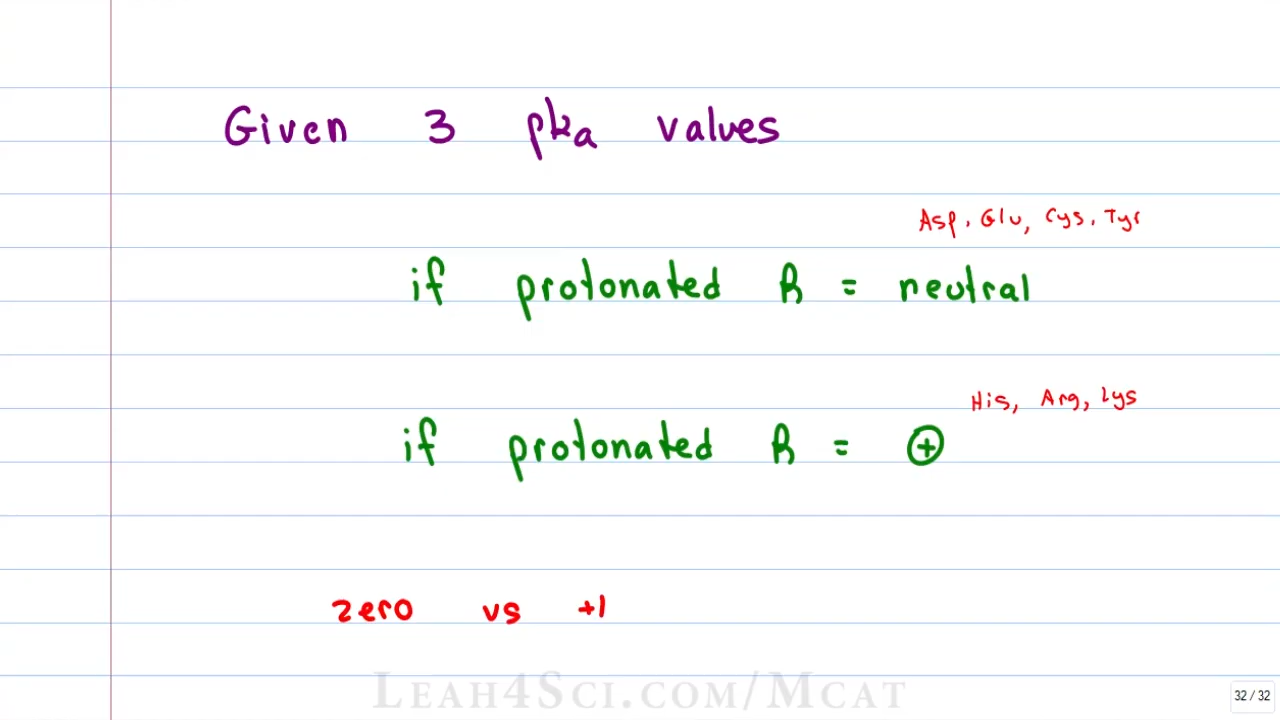 Given 3 pka values
Asp, Glu, Cys, Tyr
if protonated R = neutral
His, Arg, Lys
if protonated R = ⊕
zero vs +1
LEAH4SCI.COM/MCAT
32 / 32